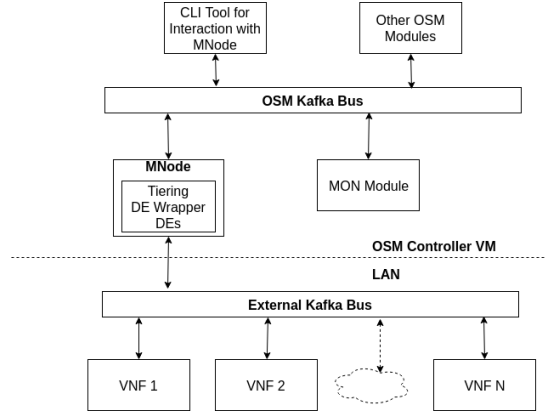 CLI Tool for
Interaction with
MNode
Other OSM
Modules
OSM Kafka Bus
MNode
Tiering
DE Wrapper
DEs
MON Module
OSM Controller VM
LAN
External Kafka Bus
VNF 1
VNF 2
VNF N